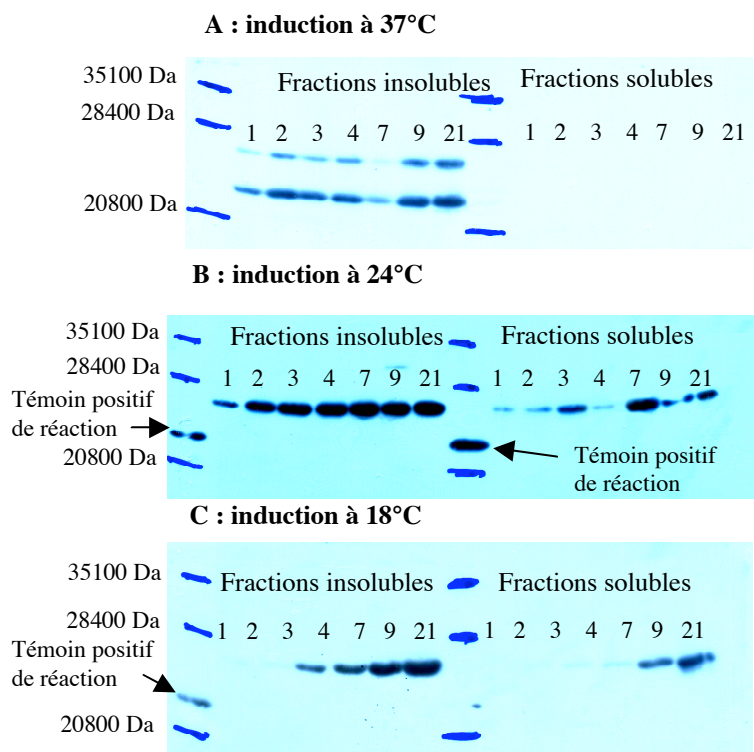 A : induction à 37°C
35100 Da
Fractions insolubles
Fractions solubles
28400 Da
1 2 3 4 7 9 21
1 2 3 4 7 9 21
20800 Da
B : induction à 24°C
35100 Da
Fractions insolubles
Fractions solubles
28400 Da
1 2 3 4 7 9 21
1 2 3 4 7 9 21
Témoin positif
de réaction
20800 Da
Témoin positif
de réaction
C : induction à 18°C
35100 Da
Fractions insolubles
Fractions solubles
28400 Da
1 2 3 4 7 9 21
1 2 3 4 7 9 21
Témoin positif
de réaction
20800 Da